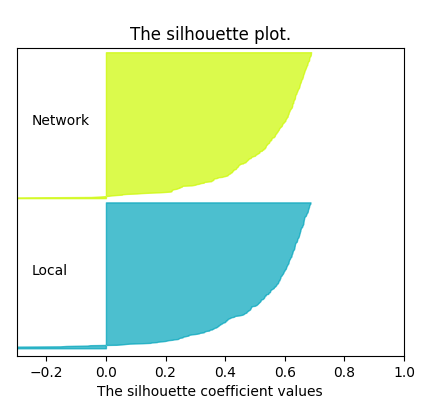 The silhouette plot.
Network
Local
−0.2 0.0 0.2 0.4 0.6 0.8 1.0
The silhouette coefficient values